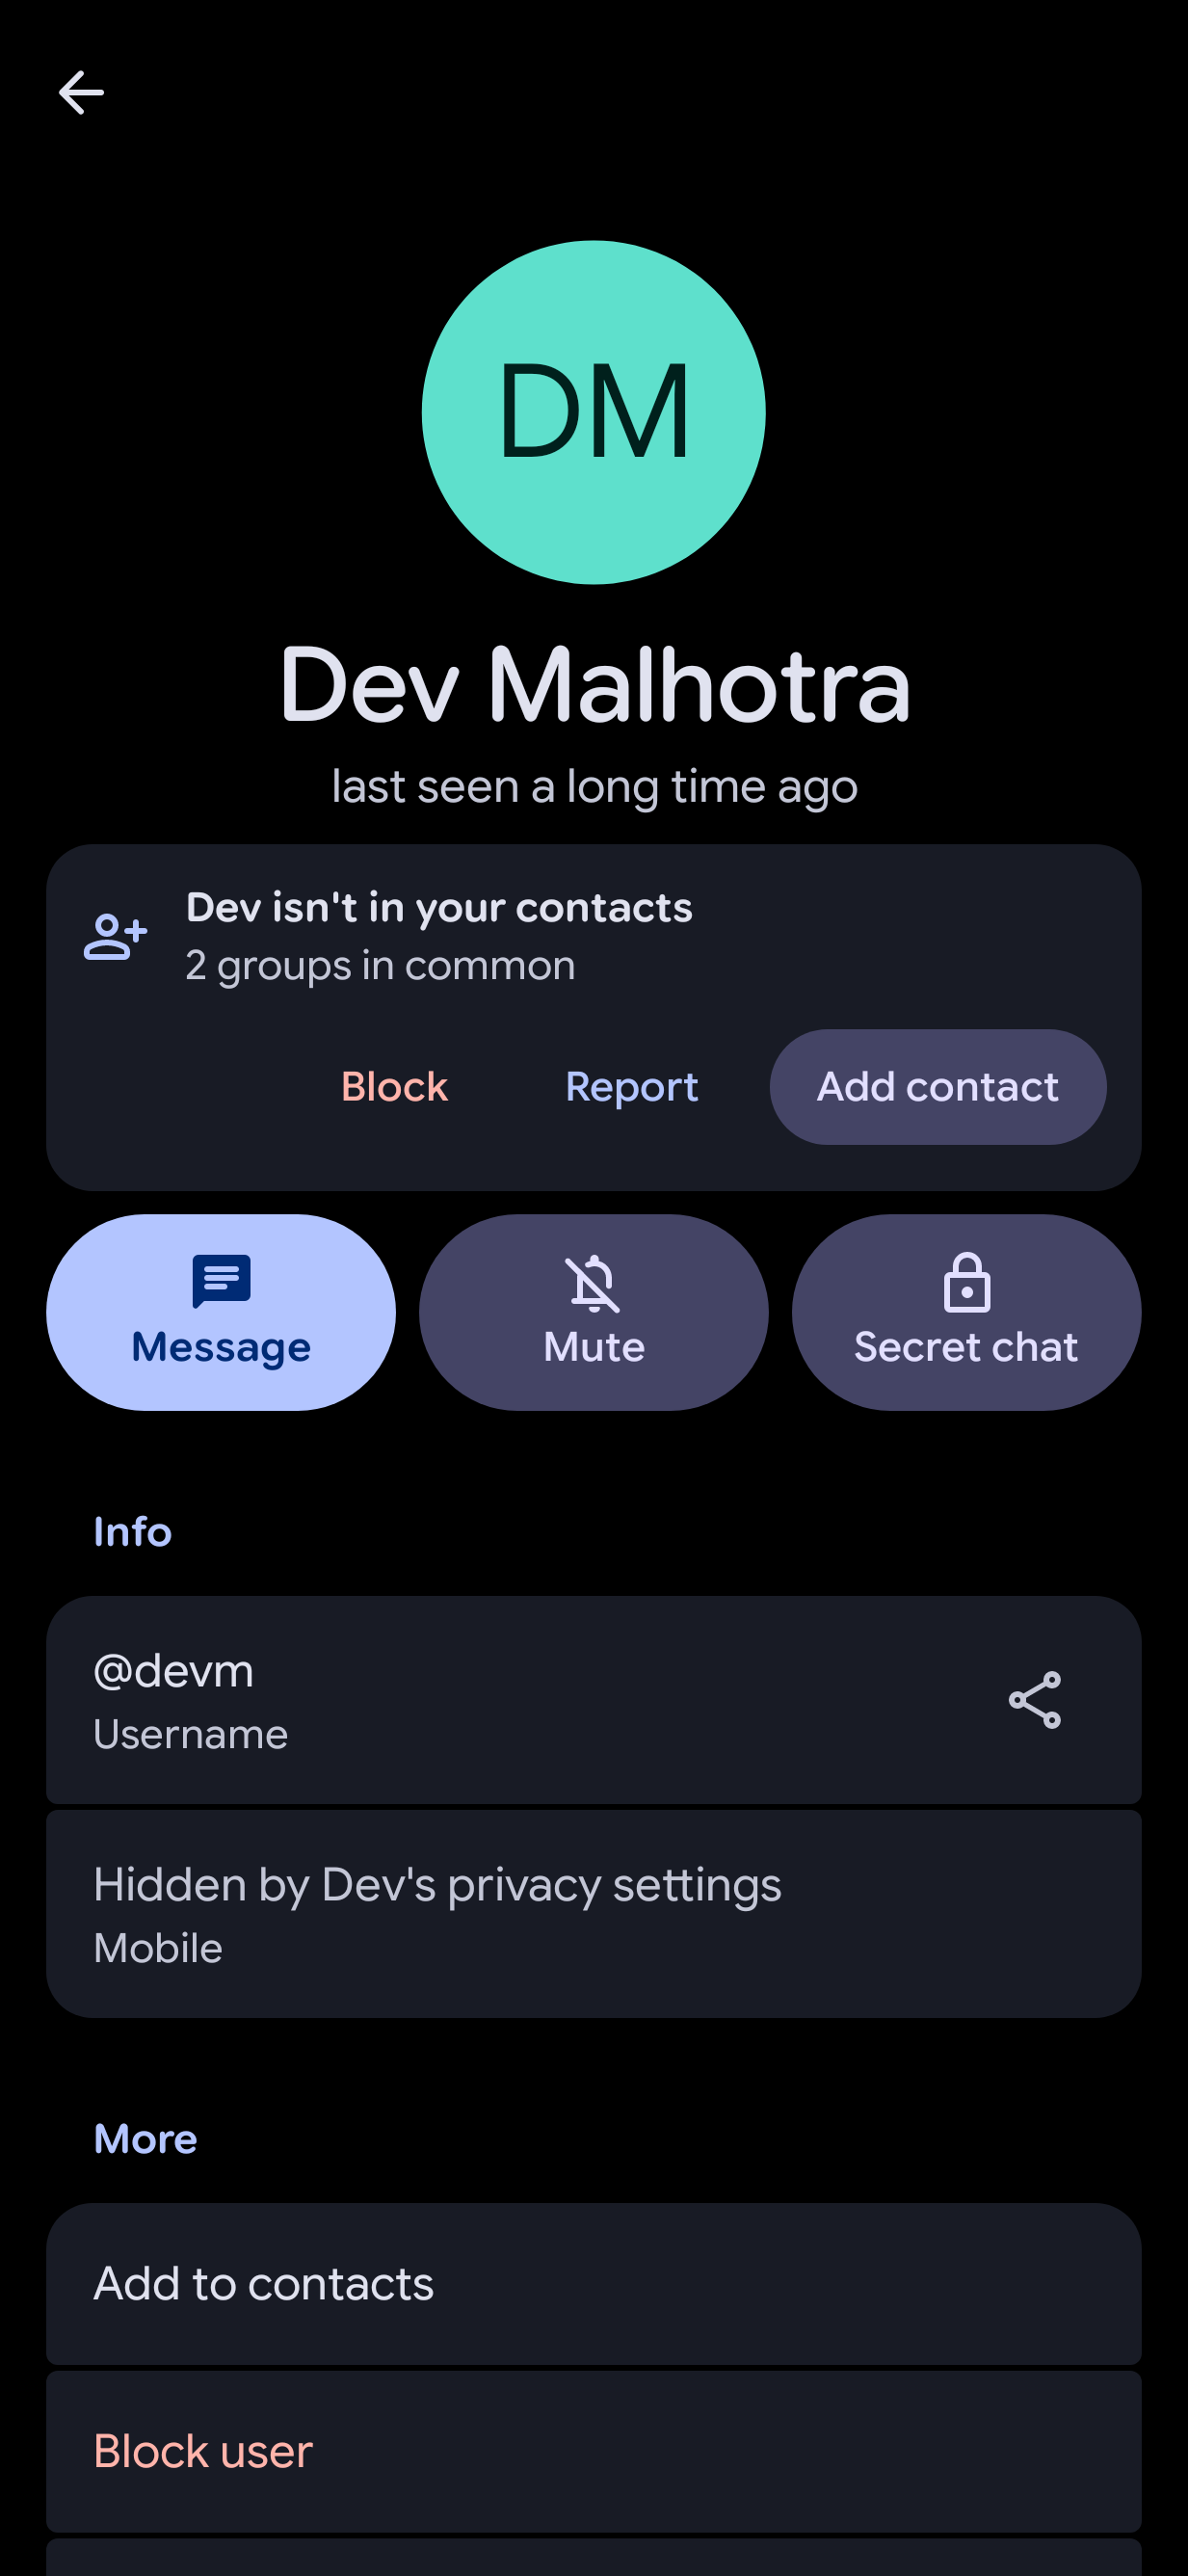 DM
Dev Malhotra
last seen a long time ago
Dev isn't in your contacts
2 groups in common
Block
Report
Add contact
Message
Mute
Secret chat
Info
@devm
Username
Hidden by Dev's privacy settings
Mobile
More
Add to contacts
Block user